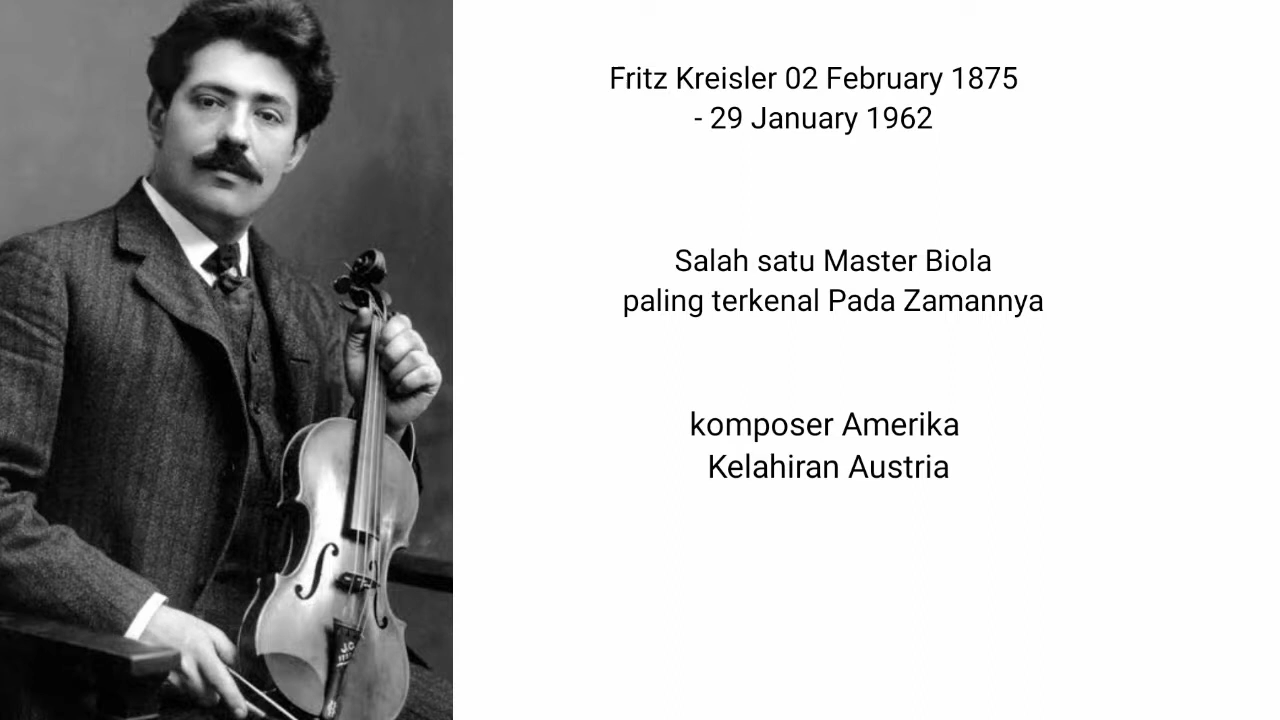 Fritz Kreisler 02 February 1875
- 29 January 1962
Salah satu Master Biola
paling terkenal Pada Zamannya
komposer Amerika
Kelahiran Austria